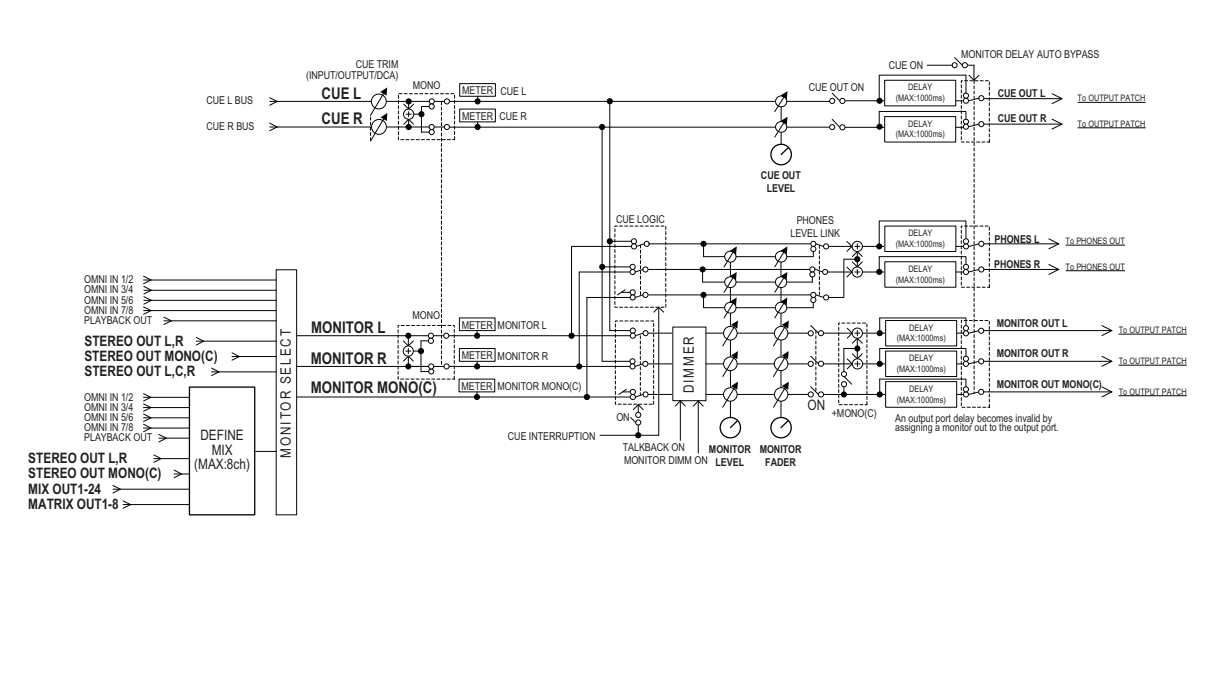 MONITOR DELAY AUTO BYPASS
CUE ON
CUE TRIM
(INPUT/OUTPUT/DCA)
MONO
CUE L BUS
CUE L
METER
CUE L
CUE OUT ON
DELAY
(MAX:1000ms)
CUE OUT L
To OUTPUT PATCH
CUE R BUS
CUE R
METER
CUE R
DELAY
(MAX:1000ms)
CUE OUT R
To OUTPUT PATCH
CUE OUT
LEVEL
CUE LOGIC
PHONES
LEVEL LINK
DELAY
(MAX:1000ms)
PHONES L
To PHONES OUT
DELAY
(MAX:1000ms)
PHONES R
To PHONES OUT
OMNI IN 1/2
OMNI IN 3/4
OMNI IN 5/6
OMNI IN 7/8
PLAYBACK OUT
STEREO OUT L,R
STEREO OUT MONO(C)
STEREO OUT L,C,R
MONITOR SELECT
MONO
MONITOR L
METER
MONITOR L
MONITOR R
METER
MONITOR R
MONITOR MONO(C)
METER
MONITOR MONO(C)
DIMMER
DELAY
(MAX:1000ms)
MONITOR OUT L
To OUTPUT PATCH
DELAY
(MAX:1000ms)
MONITOR OUT R
To OUTPUT PATCH
DELAY
(MAX:1000ms)
MONITOR OUT MONO(C)
To OUTPUT PATCH
ON
+MONO(C)
An output port delay becomes invalid by
assigning a monitor out to the output port.
ON
CUE INTERRUPTION
TALKBACK ON
MONITOR DIMM ON
MONITOR
LEVEL
MONITOR
FADER
OMNI IN 1/2
OMNI IN 3/4
OMNI IN 5/6
OMNI IN 7/8
PLAYBACK OUT
STEREO OUT L,R
STEREO OUT MONO(C)
MIX OUT1-24
MATRIX OUT1-8
DEFINE
MIX
(MAX:8ch)